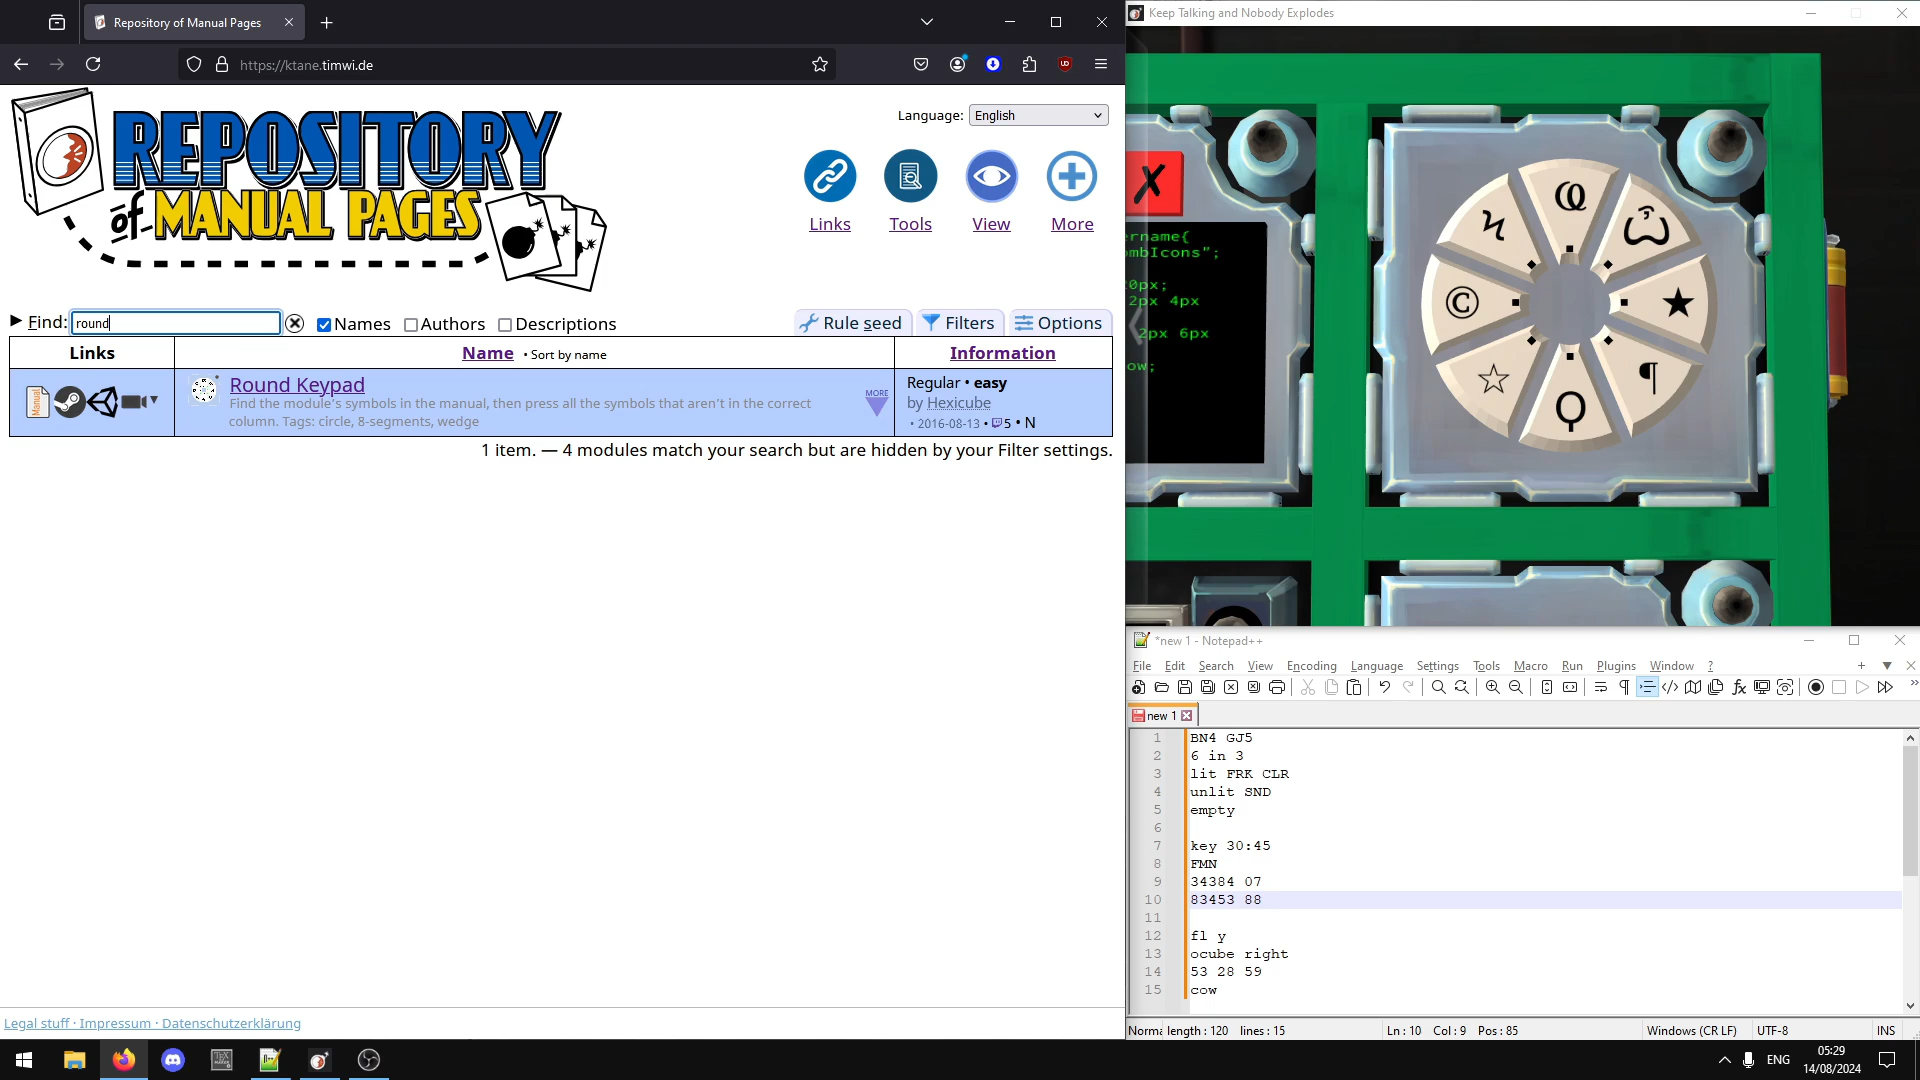 Repository of Manual Pages
https://ktane.timwi.de
REPOSITORY
of MANUAL PAGES
Language: English
Links
Tools
View
More
Find: round
Names
Authors
Descriptions
Rule seed
Filters
Options
Links
Name • Sort by name
Information
Manual
Round Keypad
Find the module's symbols in the manual, then press all the symbols that aren't in the correct
column. Tags: circle, 8-segments, wedge
MORE
Regular • easy
by Hexicube
• 2016-08-13 • 5 • N
1 item. — 4 modules match your search but are hidden by your Filter settings.
Legal stuff · Impressum · Datenschutzerklärung
Keep Talking and Nobody Explodes
ername{
ombIcons";
0px;
2px 4px
2px 6px
ow;
Ѡ
©
★
☆
¶
*new 1 - Notepad++
File Edit Search View Encoding Language Settings Tools Macro Run Plugins Window ?
new 1
1 BN4 GJ5
2 6 in 3
3 lit FRK CLR
4 unlit SND
5 empty
6
7 key 30:45
8 FMN
9 34384 07
10 83453 88
11
12 fl y
13 ocube right
14 53 28 59
15 cow
Norma length : 120 lines : 15 Ln : 10 Col : 9 Pos : 85 Windows (CR LF) UTF-8 INS
ENG
05:29
14/08/2024